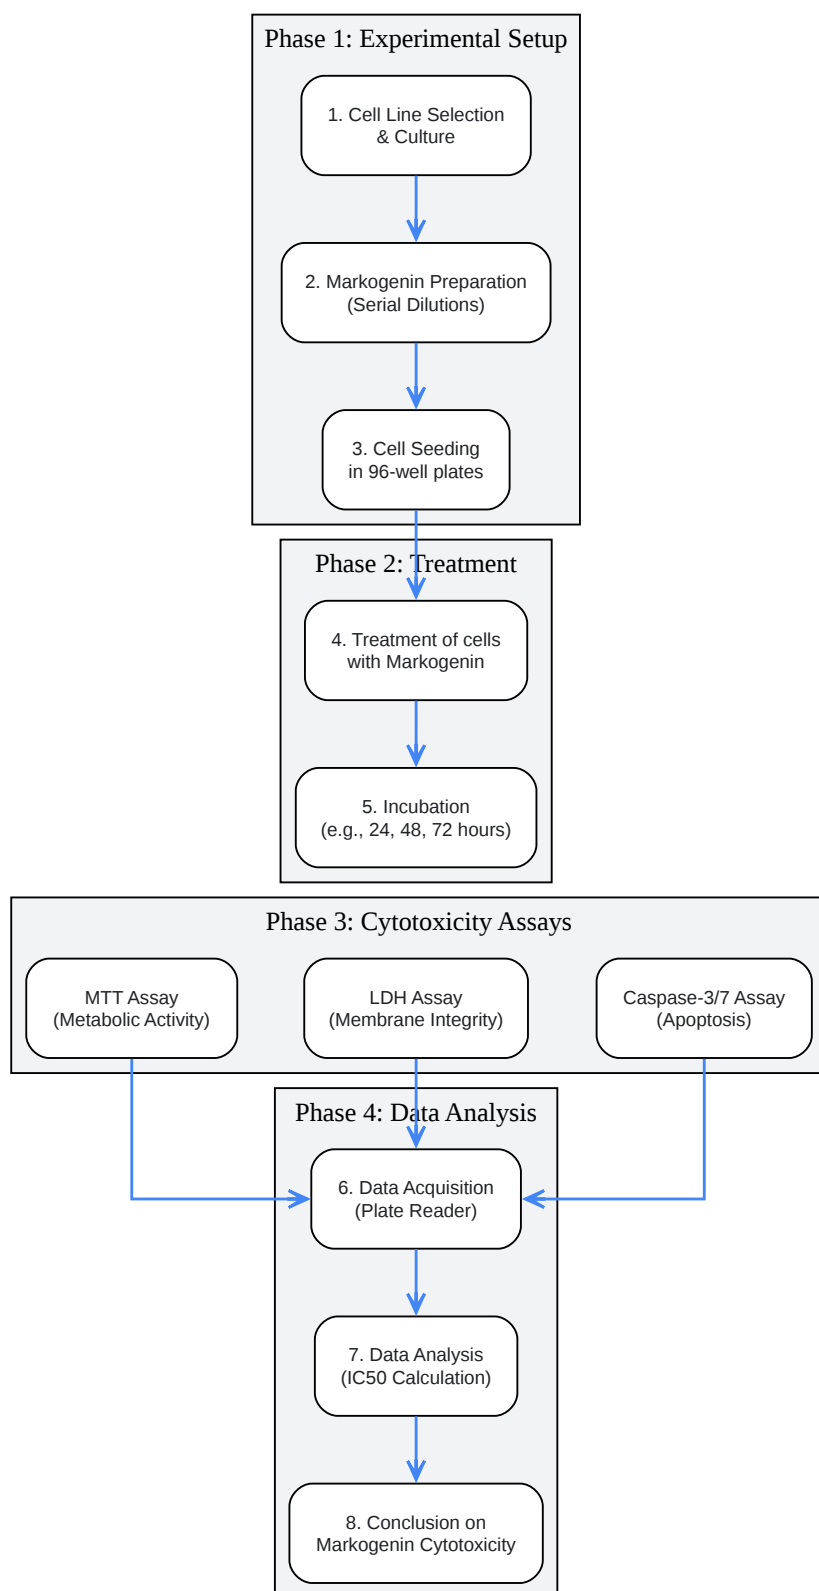 Phase 1: Experimental Setup
1. Cell Line Selection
& Culture
2. Markogenin Preparation
(Serial Dilutions)
3. Cell Seeding
in 96-well plates
Phase 2: Treatment
4. Treatment of cells
with Markogenin
5. Incubation
(e.g., 24, 48, 72 hours)
Phase 3: Cytotoxicity Assays
MTT Assay
(Metabolic Activity)
LDH Assay
(Membrane Integrity)
Caspase-3/7 Assay
(Apoptosis)
Phase 4: Data Analysis
6. Data Acquisition
(Plate Reader)
7. Data Analysis
(IC50 Calculation)
8. Conclusion on
Markogenin Cytotoxicity